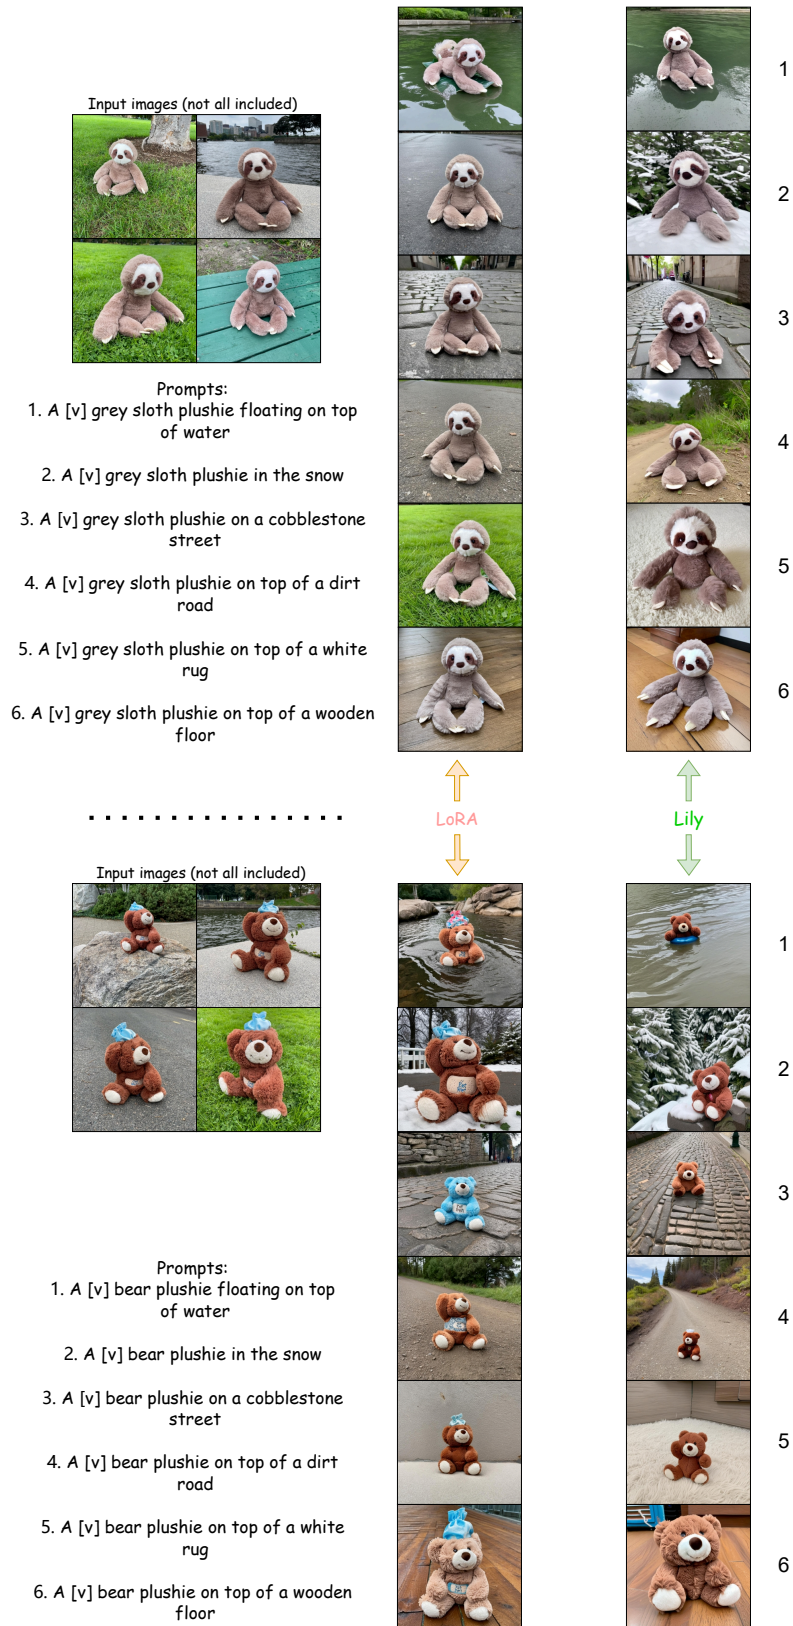 Input images (not all included)
Prompts:
1. A [v] grey sloth plushie floating on top
of water
2. A [v] grey sloth plushie in the snow
3. A [v] grey sloth plushie on a cobblestone
street
4. A [v] grey sloth plushie on top of a dirt
road
5. A [v] grey sloth plushie on top of a white
rug
6. A [v] grey sloth plushie on top of a wooden
floor
1
2
3
4
5
6
LoRA
Lily
Input images (not all included)
Prompts:
1. A [v] bear plushie floating on top
of water
2. A [v] bear plushie in the snow
3. A [v] bear plushie on a cobblestone
street
4. A [v] bear plushie on top of a dirt
road
5. A [v] bear plushie on top of a white
rug
6. A [v] bear plushie on top of a wooden
floor
1
2
3
4
5
6